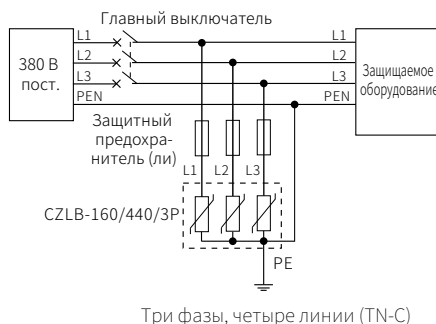 Главный выключатель
L1
L1
L2
L2
L3
L3
PEN
PEN
380 В
пост.
Защищаемое
оборудование
Защитный
предохра-
нитель (ли)
L1
L2
L3
CZLB-160/440/3P
PE
Три фазы, четыре линии (TN-C)